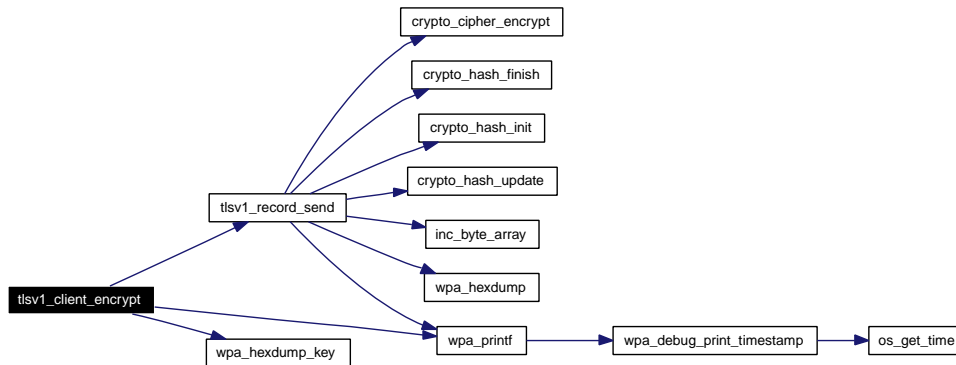 crypto_cipher_encrypt
crypto_hash_finish
crypto_hash_init
crypto_hash_update
tlsv1_record_send
inc_byte_array
wpa_hexdump
tlsv1_client_encrypt
wpa_printf
wpa_debug_print_timestamp
os_get_time
wpa_hexdump_key